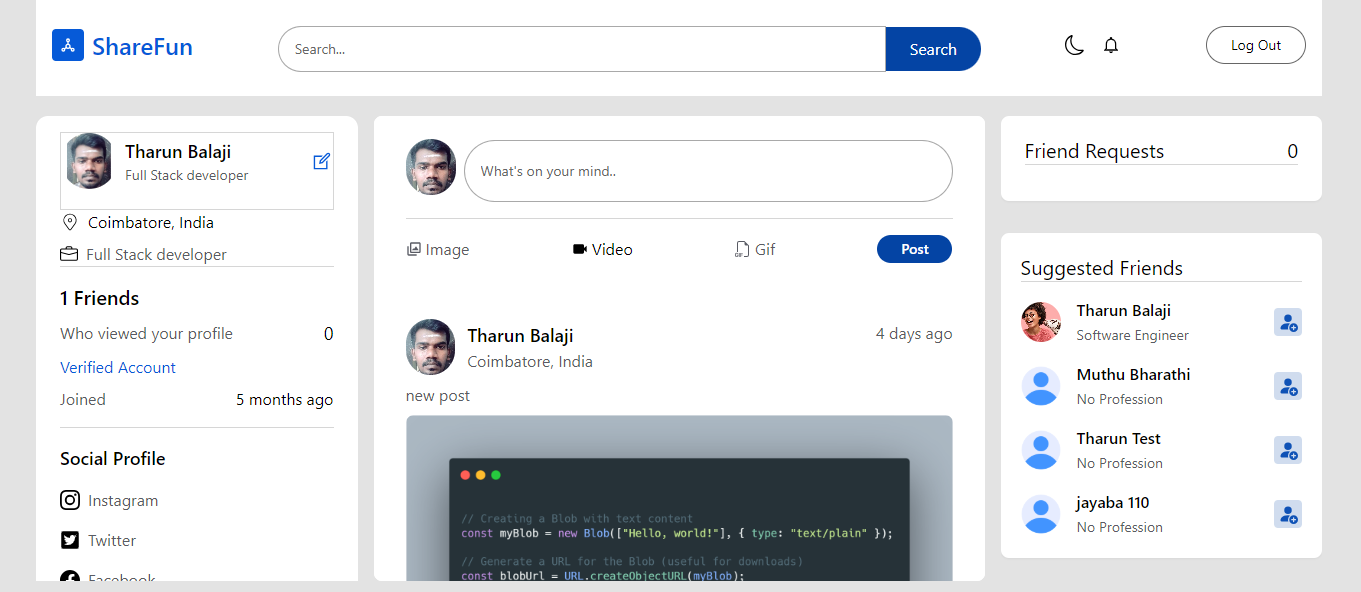 ShareFun
Search...
Search
Log Out
Tharun Balaji
Full Stack developer
Coimbatore, India
Full Stack developer
1 Friends
Who viewed your profile 0
Verified Account
Joined 5 months ago
Social Profile
Instagram
Twitter
Facebook
What's on your mind..
Image
Video
GIF
Gif
Post
Tharun Balaji
4 days ago
Coimbatore, India
new post
// Creating a Blob with text content
const myBlob = new Blob(["Hello, world!"], { type: "text/plain" });
// Generate a URL for the Blob (useful for downloads)
const blobUrl = URL.createObjectURL(myBlob);
Friend Requests 0
Suggested Friends
Tharun Balaji
Software Engineer
Muthu Bharathi
No Profession
Tharun Test
No Profession
jayaba 110
No Profession